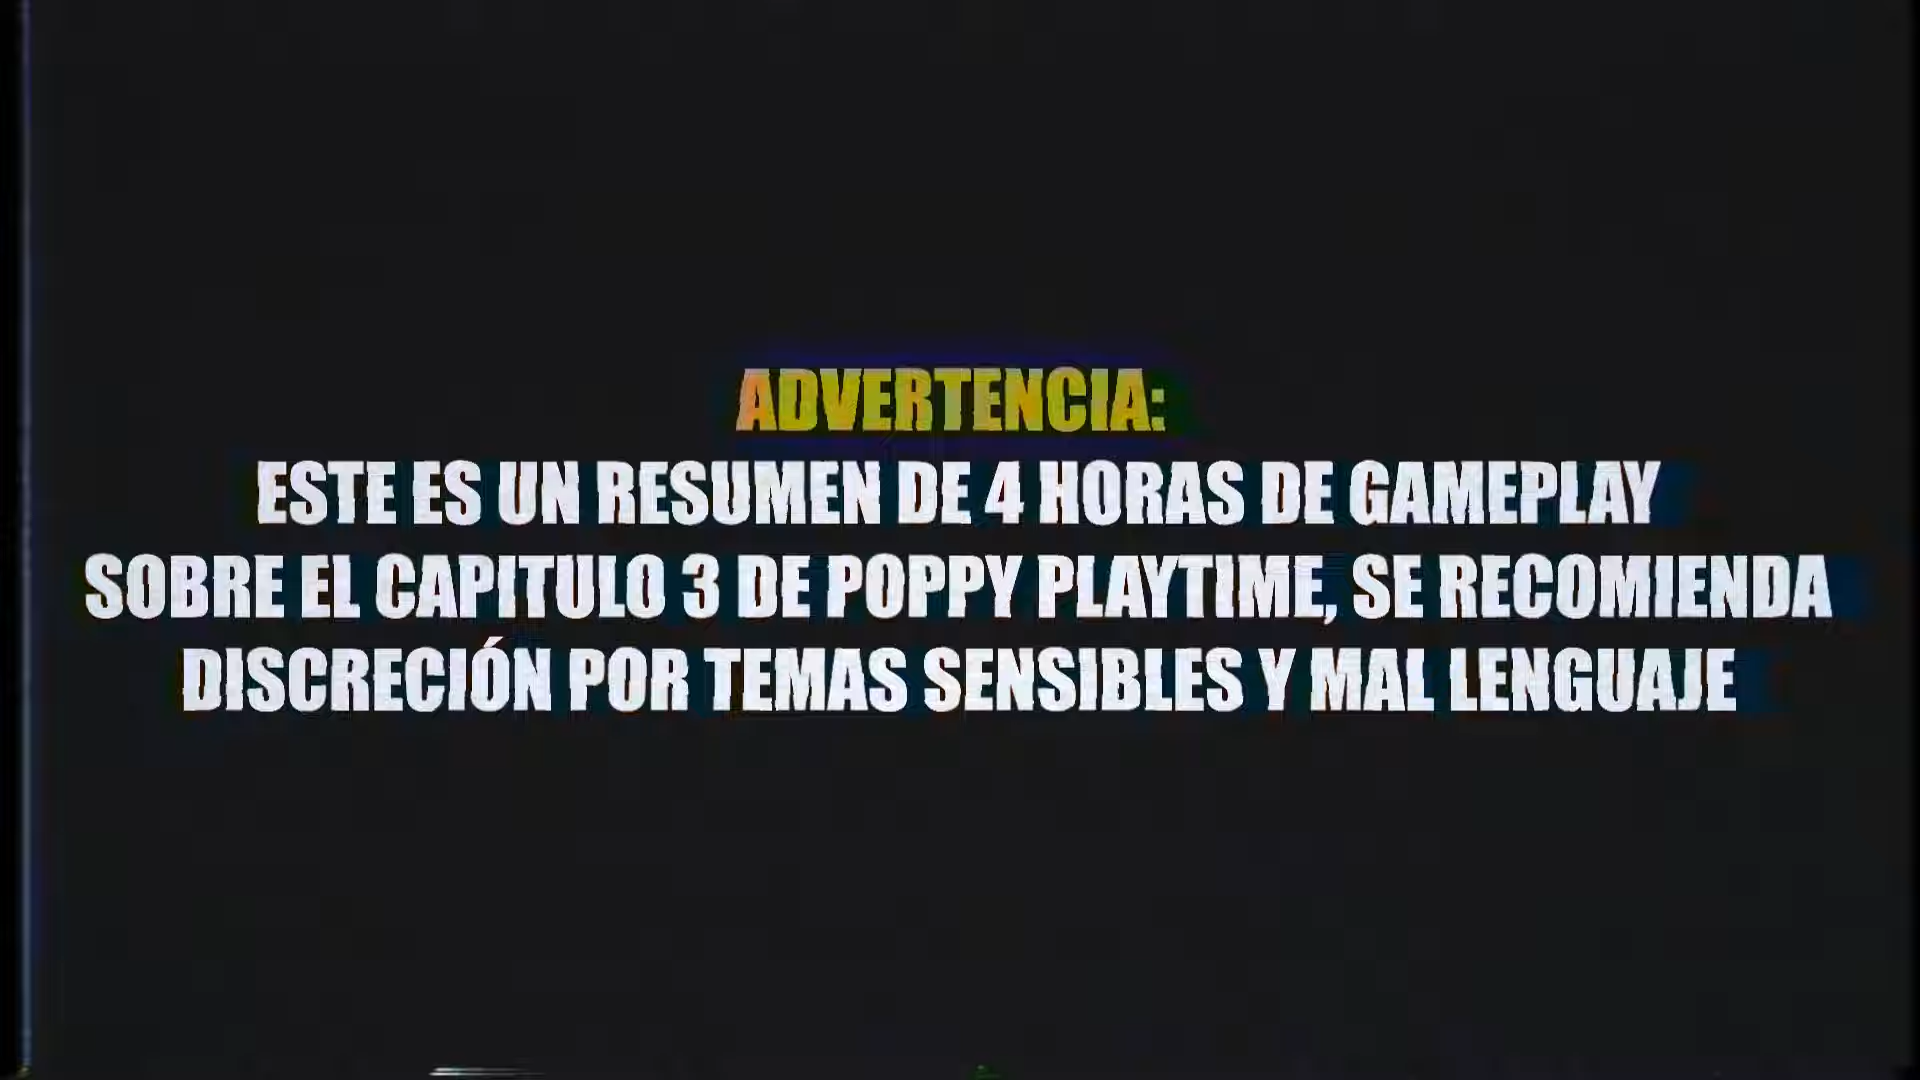 ADVERTENCIA:
ESTE ES UN RESUMEN DE 4 HORAS DE GAMEPLAY
SOBRE EL CAPITULO 3 DE POPPY PLAYTIME, SE RECOMIENDA
DISCRECIÓN POR TEMAS SENSIBLES Y MAL LENGUAJE